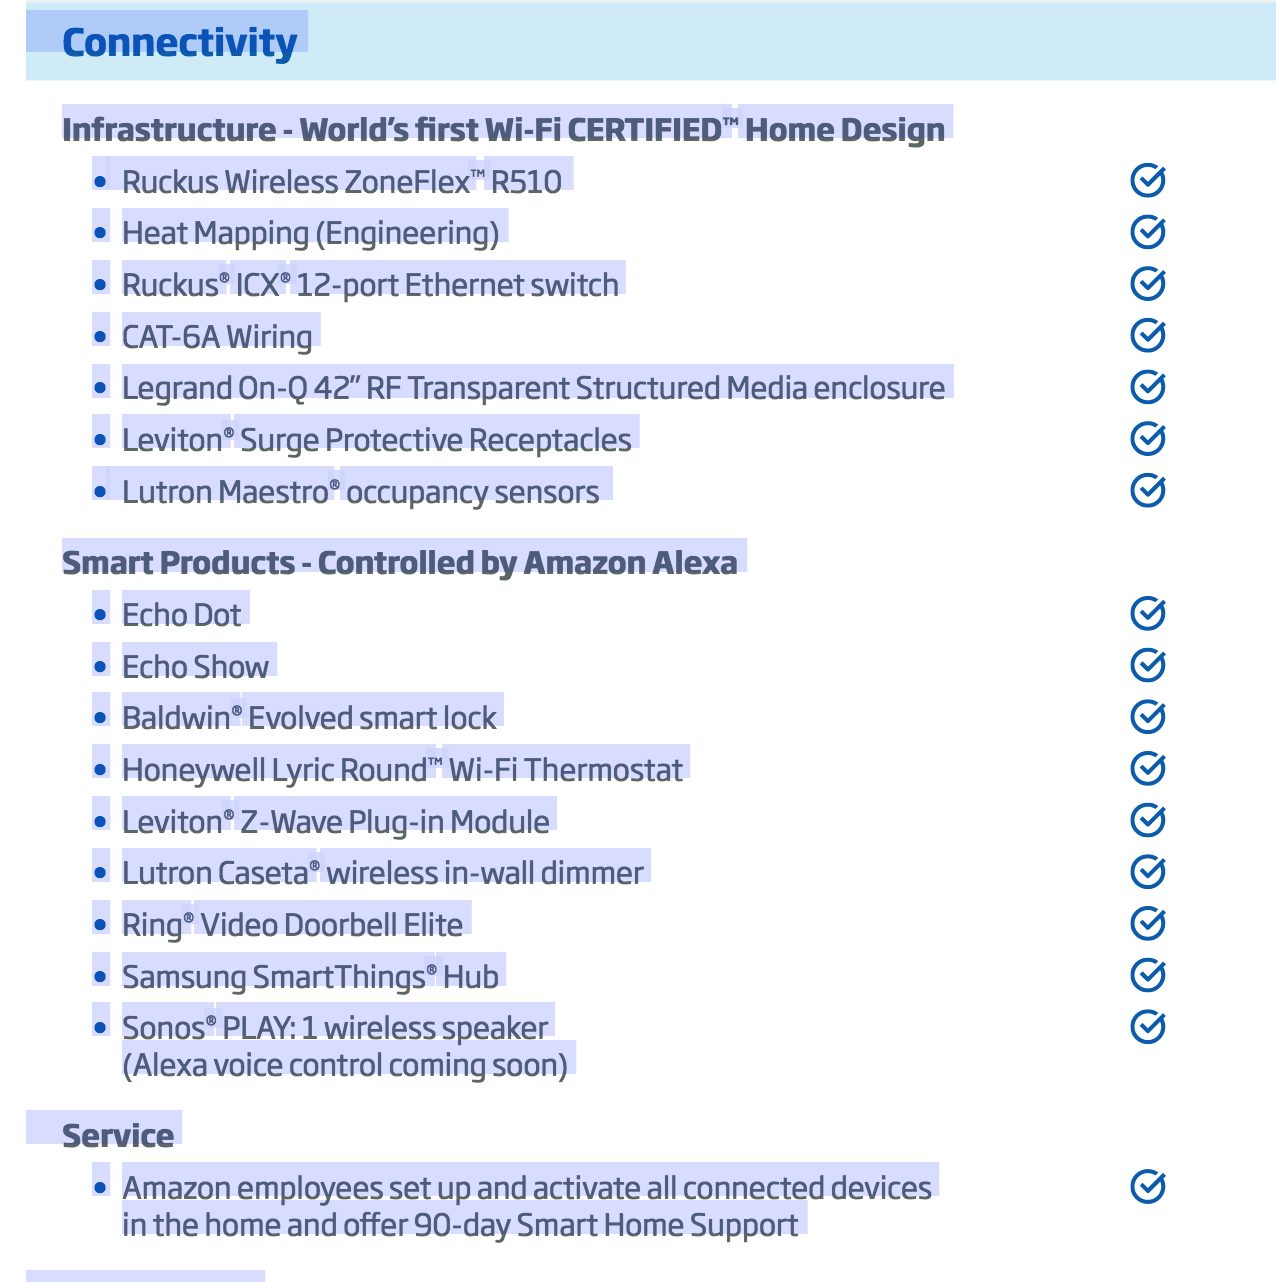 Connectivity
Infrastructure - World’s first Wi-Fi CERTIFIED™ Home Design
• Ruckus Wireless ZoneFlex™ R510
• Heat Mapping (Engineering)
• Ruckus® ICX® 12-port Ethernet switch
• CAT-6A Wiring
• Legrand On-Q 42” RF Transparent Structured Media enclosure
• Leviton® Surge Protective Receptacles
• Lutron Maestro® occupancy sensors
Smart Products - Controlled by Amazon Alexa
• Echo Dot
• Echo Show
• Baldwin® Evolved smart lock
• Honeywell Lyric Round™ Wi-Fi Thermostat
• Leviton® Z-Wave Plug-in Module
• Lutron Caseta® wireless in-wall dimmer
• Ring® Video Doorbell Elite
• Samsung SmartThings® Hub
• Sonos® PLAY: 1 wireless speaker
(Alexa voice control coming soon)
Service
• Amazon employees set up and activate all connected devices
in the home and offer 90-day Smart Home Support